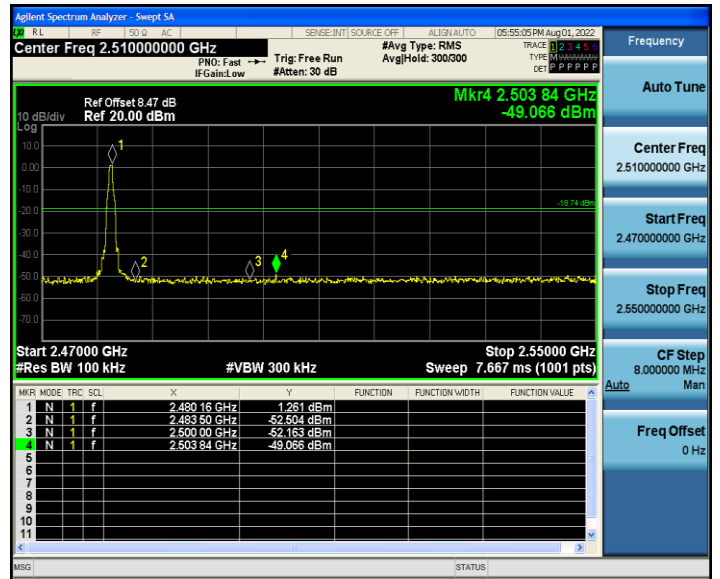 Agilent Spectrum Analyzer - Swept SA
RL RF 50 Ω AC SENSE:INT SOURCE OFF ALIGNAUTO 05:55:05 PM Aug 01, 2022
Center Freq 2.510000000 GHz #Avg Type: RMS TRACE 1 2 3 4 5 6
PNO: Fast Trig: Free Run Avg|Hold: 300/300 TYPE M
IFGain:Low #Atten: 30 dB DET P P P P P P
Mkr4 2.503 84 GHz
-49.066 dBm
Ref Offset 8.47 dB
10 dB/div Ref 20.00 dBm
Log
10.0
0.00
-10.0
-20.0
-30.0
-40.0
-50.0
-60.0
-70.0
1
2
3
4
-18.74 dBm
Start 2.47000 GHz Stop 2.55000 GHz
#Res BW 100 kHz #VBW 300 kHz Sweep 7.667 ms (1001 pts)
MKR MODE TRC SCL X Y FUNCTION FUNCTION WIDTH FUNCTION VALUE
1 N 1 f 2.480 16 GHz 1.261 dBm
2 N 1 f 2.483 50 GHz -52.504 dBm
3 N 1 f 2.500 00 GHz -52.163 dBm
4 N 1 f 2.503 84 GHz -49.066 dBm
5
6
7
8
9
10
11
MSG STATUS
Frequency
Auto Tune
Center Freq
2.510000000 GHz
Start Freq
2.470000000 GHz
Stop Freq
2.550000000 GHz
CF Step
8.000000 MHz
Auto Man
Freq Offset
0 Hz